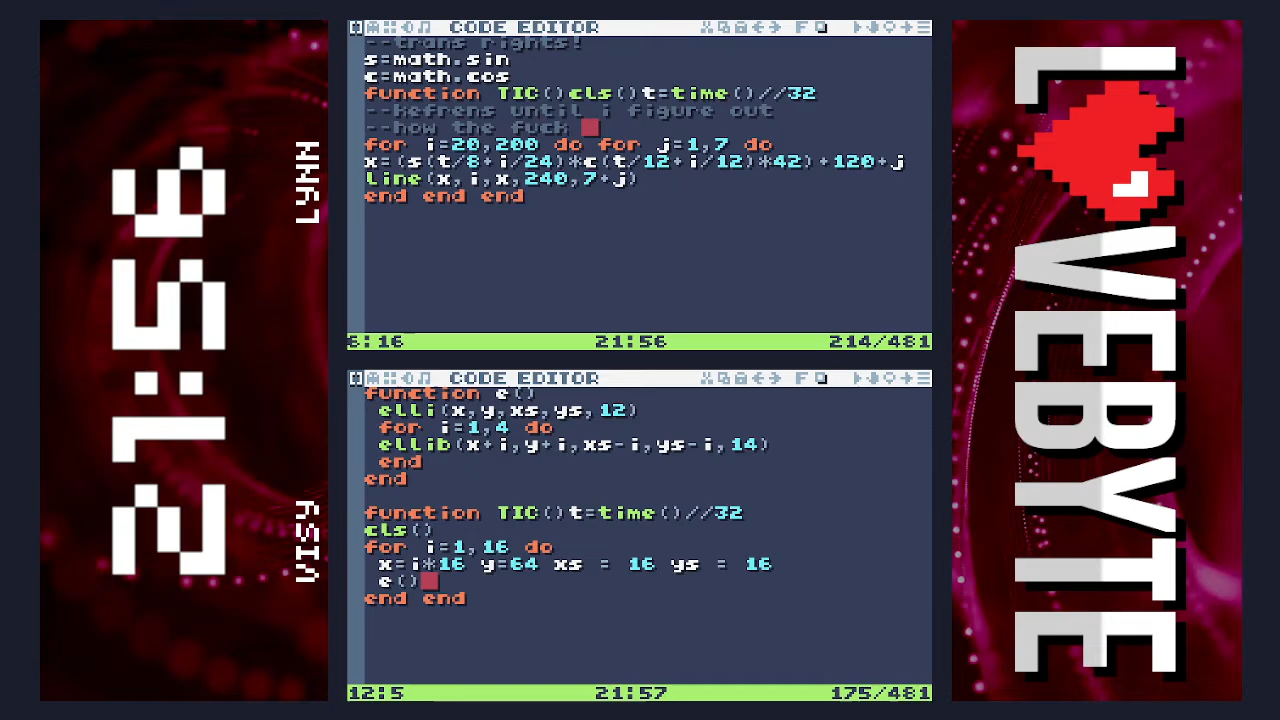 21:56
LYNN
VISY
CODE EDITOR
--trans rights!
s=math.sin
c=math.cos
function TIC()cls()t=time()//32
--kefrens until i figure out
--how the fuck
for i=20,200 do for j=1,7 do
x=(s(t/8+i/24)*c(t/12+i/12)*42)+120+j
line(x,i,x,240,7+j)
end end end
8:16 21:56 214/481
CODE EDITOR
function e()
elli(x,y,xs,ys,12)
for i=1,4 do
ellib(x+i,y+i,xs-i,ys-i,14)
end
end
function TIC()t=time()//32
cls()
for i=1,16 do
x=i*16 y=64 xs = 16 ys = 16
e()
end end
12:5 21:57 175/481
L VEBYTE